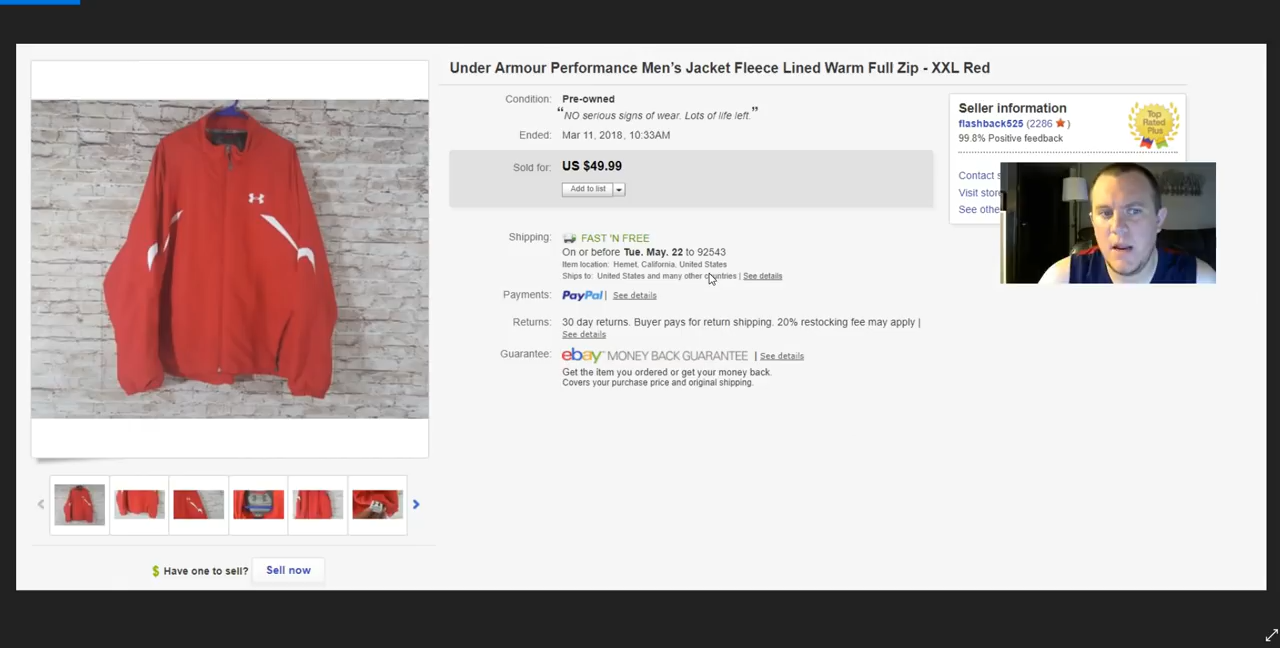 Under Armour Performance Men's Jacket Fleece Lined Warm Full Zip - XXL Red
Condition: Pre-owned
"NO serious signs of wear. Lots of life left."
Ended: Mar 11, 2018, 10:33AM
Sold for: US $49.99
Add to list
Shipping: FAST 'N FREE
On or before Tue. May. 22 to 92543
Item location: Hemet, California, United States
Ships to: United States and many other countries | See details
Payments: PayPal | See details
Returns: 30 day returns. Buyer pays for return shipping. 20% restocking fee may apply |
See details
Guarantee: ebay MONEY BACK GUARANTEE | See details
Get the item you ordered or get your money back.
Covers your purchase price and original shipping.
Seller information
flashback525 (2286 )
99.8% Positive feedback
Top
Rated
Plus
Contact
Visit store
See othe
$ Have one to sell? Sell now